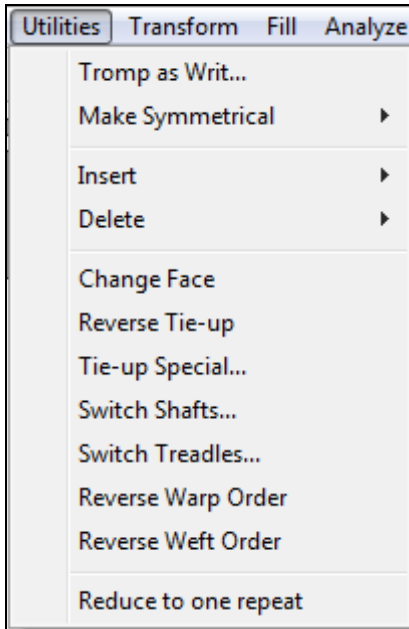 Utilities Transform Fill Analyze
Tromp as Writ...
Make Symmetrical
Insert
Delete
Change Face
Reverse Tie-up
Tie-up Special...
Switch Shafts...
Switch Treadles...
Reverse Warp Order
Reverse Weft Order
Reduce to one repeat